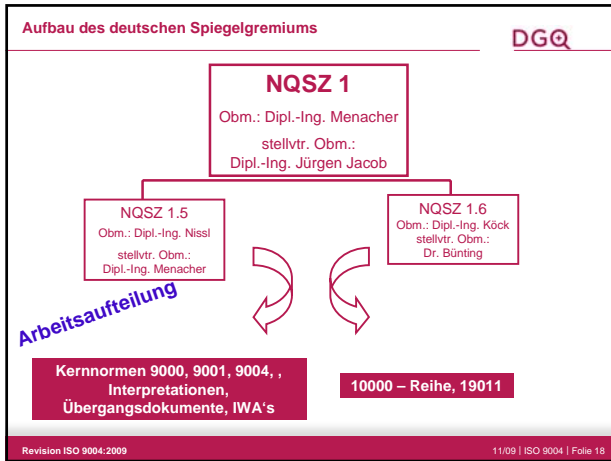 Aufbau des deutschen Spiegelgremiums
DGQ
NQSZ 1
Obm.: Dipl.-Ing. Menacher
stellvtr. Obm.:
Dipl.-Ing. Jürgen Jacob
NQSZ 1.5
Obm.: Dipl.-Ing. Nissl
stellvtr. Obm.:
Dipl.-Ing. Menacher
NQSZ 1.6
Obm.: Dipl.-Ing. Köck
stellvtr. Obm.:
Dr. Bünting
Arbeitsaufteilung
Kernnormen 9000, 9001, 9004, ,
Interpretationen,
Übergangsdokumente, IWA‘s
10000 – Reihe, 19011
Revision ISO 9004:2009
11/09 | ISO 9004 | Folie 18